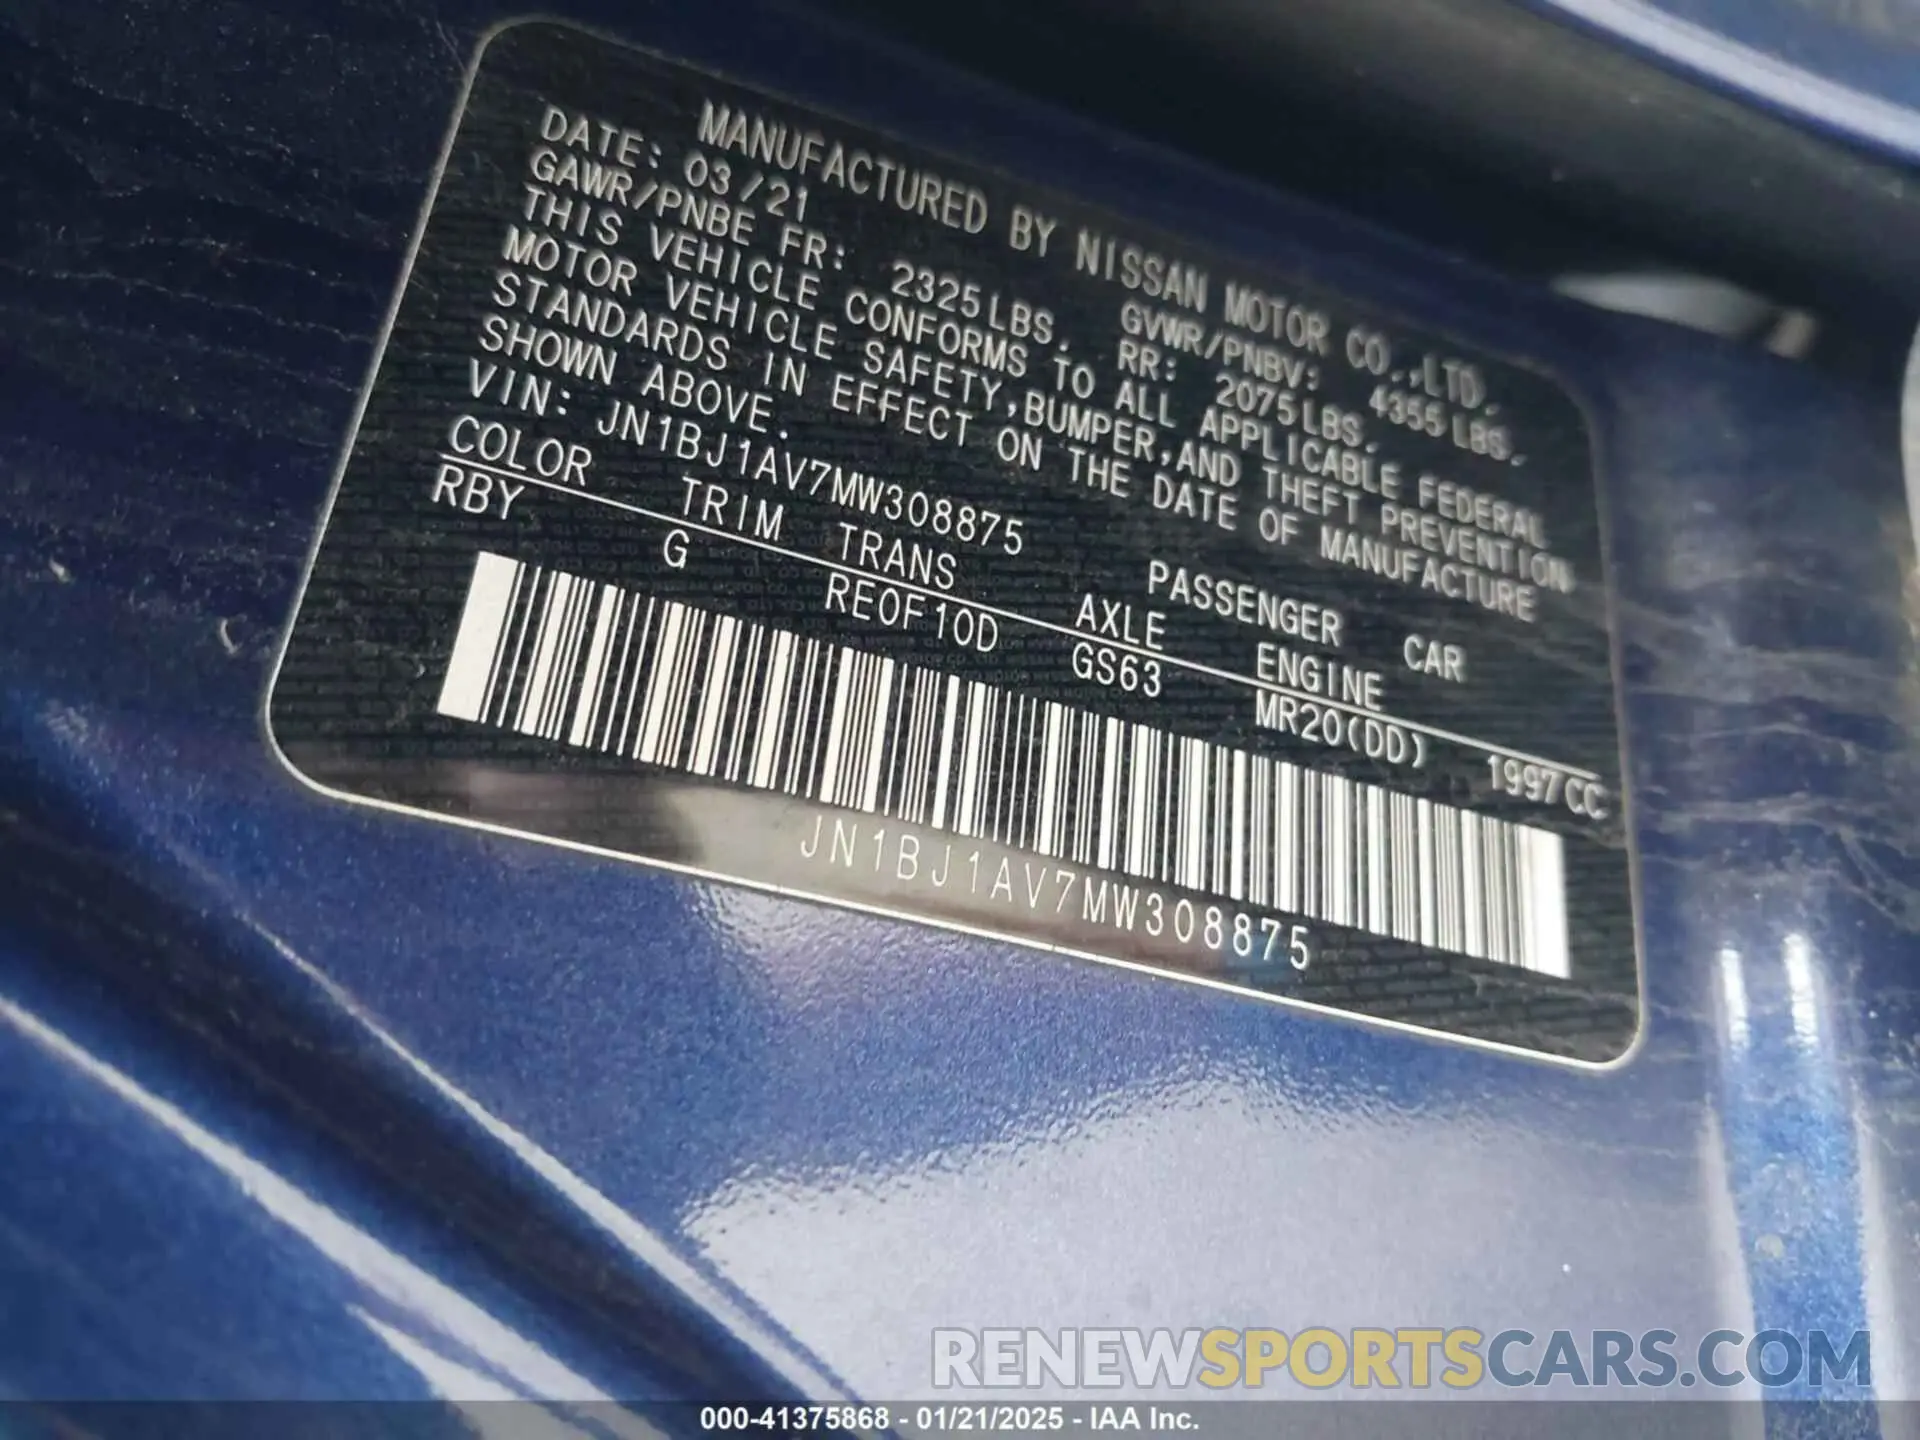 MANUFACTURED BY NISSAN MOTOR CO.,LTD.
DATE: 03/21 GVWR/PNBV: 4355LBS.
GAWR/PNBE FR: 2325LBS. RR: 2075LBS.
THIS VEHICLE CONFORMS TO ALL APPLICABLE FEDERAL
MOTOR VEHICLE SAFETY,BUMPER,AND THEFT PREVENTION
STANDARDS IN EFFECT ON THE DATE OF MANUFACTURE
SHOWN ABOVE.
VIN: JN1BJ1AV7MW308875 PASSENGER CAR
COLOR TRIM TRANS AXLE ENGINE
RBY G RE0F10D GS63 MR20(DD) 1997CC
JN1BJ1AV7MW308875
RENEWSPORTSCARS.COM
000-41375868 - 01/21/2025 - IAA Inc.